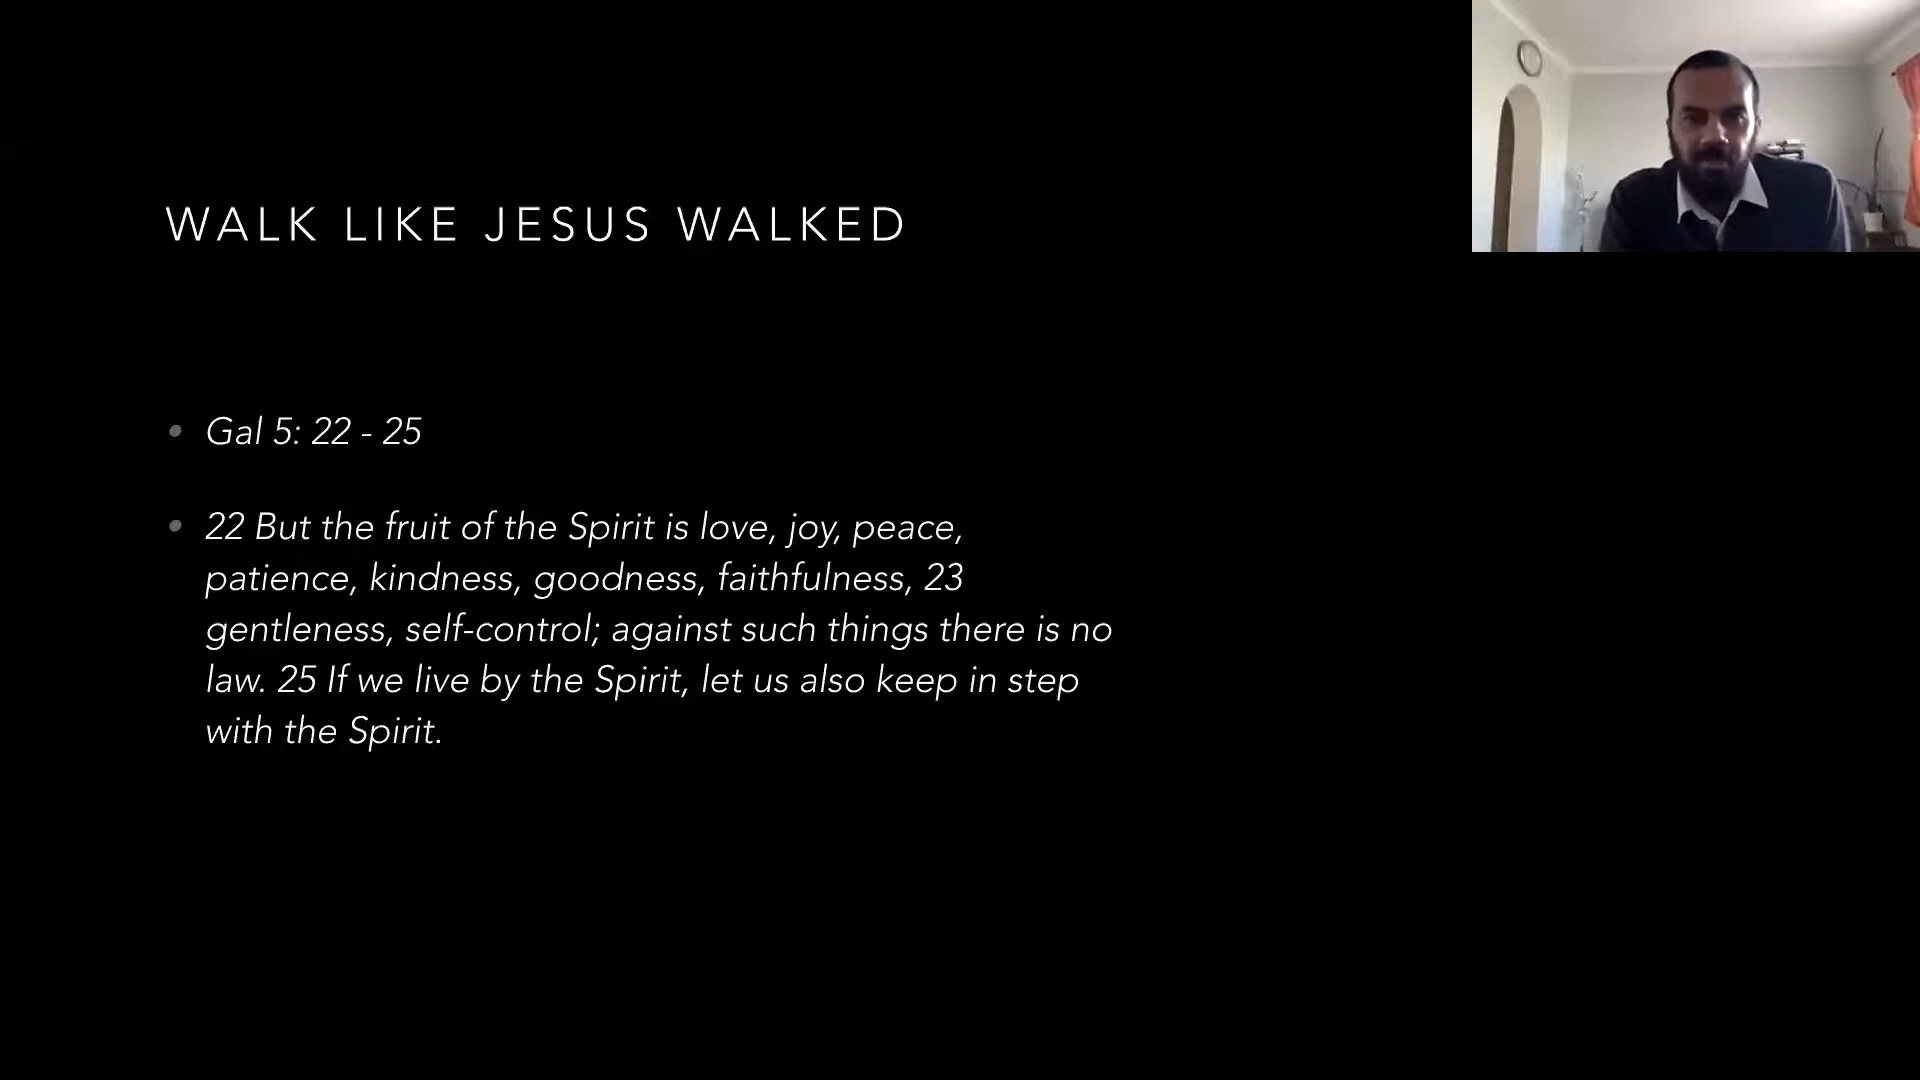 WALK LIKE JESUS WALKED
• Gal 5: 22 - 25
• 22 But the fruit of the Spirit is love, joy, peace,
patience, kindness, goodness, faithfulness, 23
gentleness, self-control; against such things there is no
law. 25 If we live by the Spirit, let us also keep in step
with the Spirit.